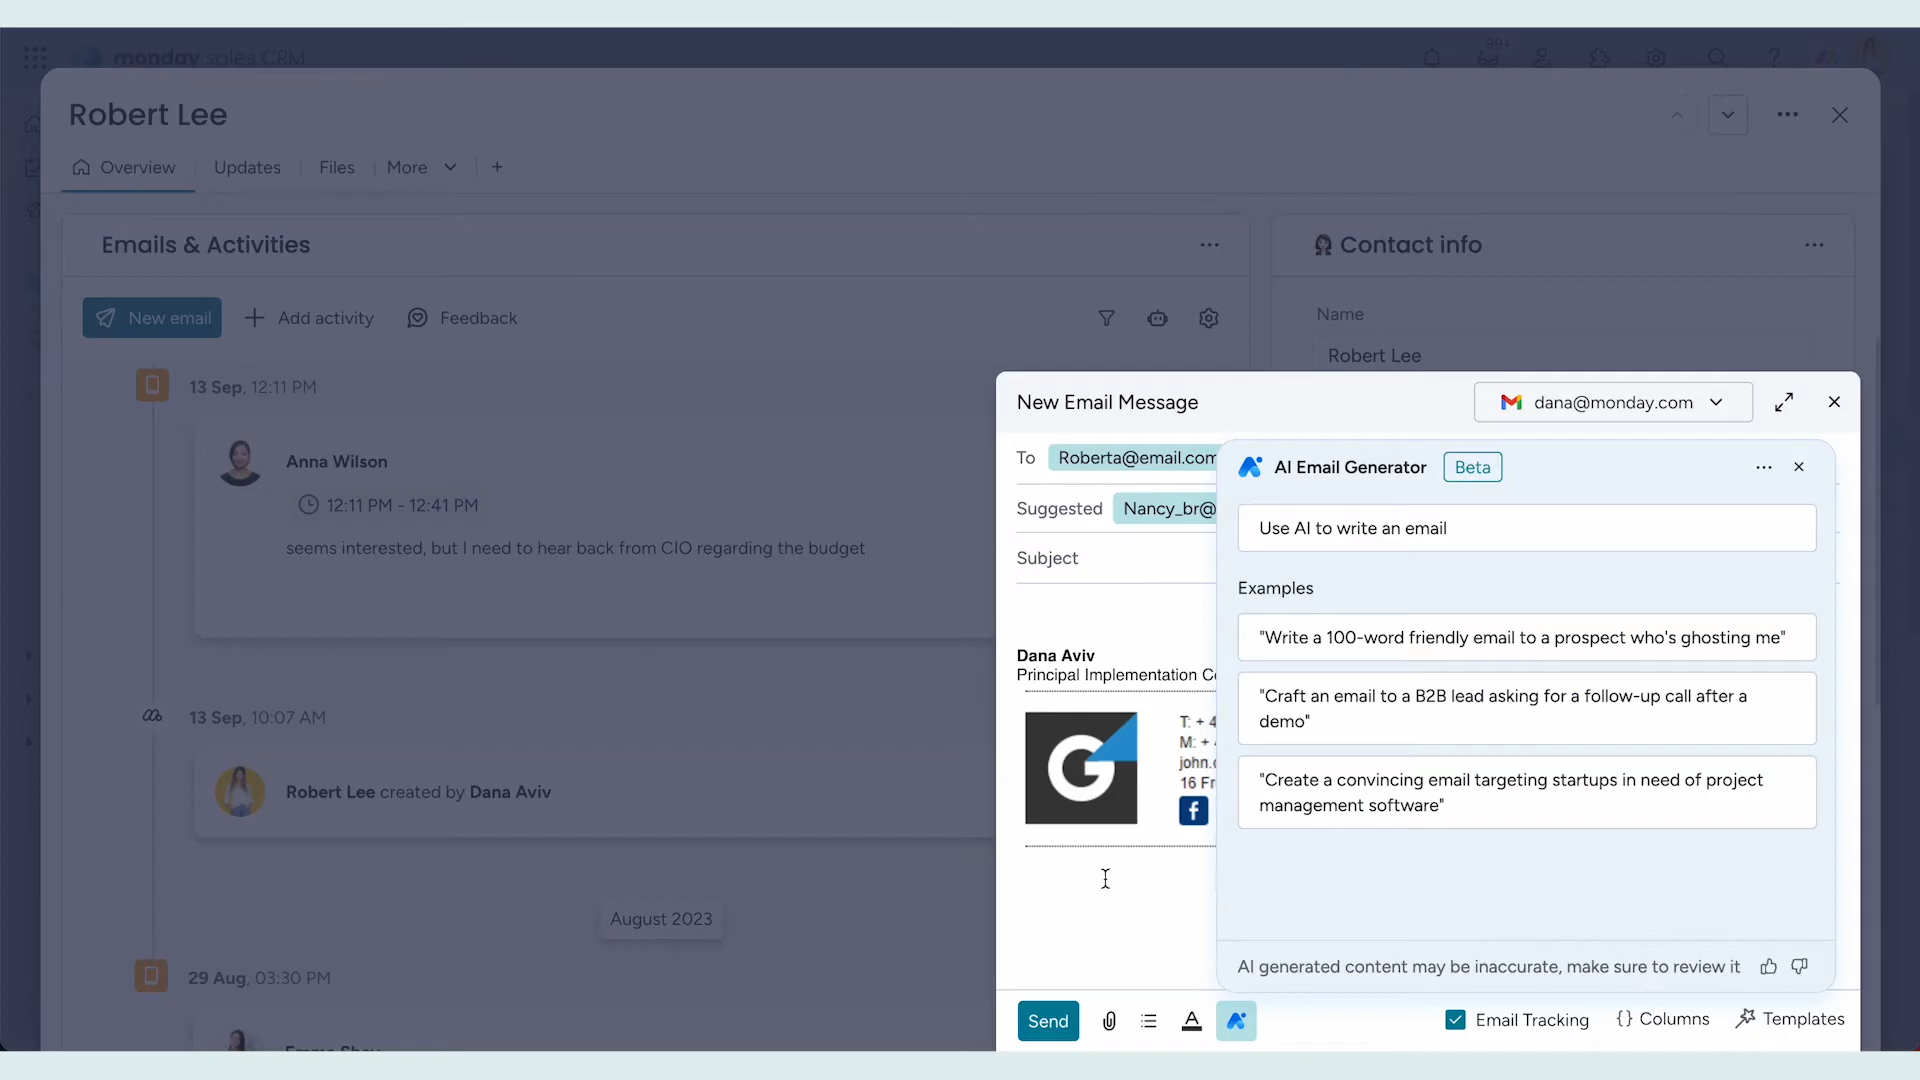 monday sales CRM
99+
Robert Lee
Overview
Updates
Files
More
Emails & Activities
New email
Add activity
Feedback
13 Sep, 12:11 PM
Anna Wilson
12:11 PM - 12:41 PM
seems interested, but I need to hear back from CIO regarding the budget
13 Sep, 10:07 AM
Robert Lee created by Dana Aviv
August 2023
29 Aug, 03:30 PM
Contact info
Name
Robert Lee
New Email Message
dana@monday.com
To Roberta@email.com
Suggested Nancy_br@
Subject
Dana Aviv
Principal Implementation
T: + 4
M: +
john.
16 Fr
G
f
AI Email Generator
Beta
Use AI to write an email
Examples
"Write a 100-word friendly email to a prospect who's ghosting me"
"Craft an email to a B2B lead asking for a follow-up call after a
demo"
"Create a convincing email targeting startups in need of project
management software"
AI generated content may be inaccurate, make sure to review it
Send
Email Tracking
{} Columns
Templates